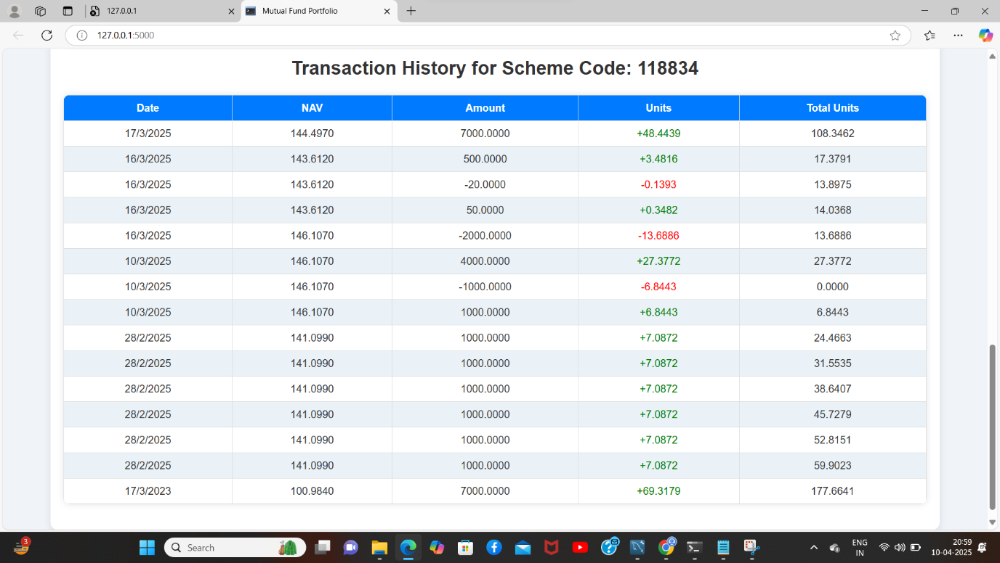 127.0.0.1
Mutual Fund Portfolio
127.0.0.1:5000
Transaction History for Scheme Code: 118834
Date NAV Amount Units Total Units
17/3/2025 144.4970 7000.0000 +48.4439 108.3462
16/3/2025 143.6120 500.0000 +3.4816 17.3791
16/3/2025 143.6120 -20.0000 -0.1393 13.8975
16/3/2025 143.6120 50.0000 +0.3482 14.0368
16/3/2025 146.1070 -2000.0000 -13.6886 13.6886
10/3/2025 146.1070 4000.0000 +27.3772 27.3772
10/3/2025 146.1070 -1000.0000 -6.8443 0.0000
10/3/2025 146.1070 1000.0000 +6.8443 6.8443
28/2/2025 141.0990 1000.0000 +7.0872 24.4663
28/2/2025 141.0990 1000.0000 +7.0872 31.5535
28/2/2025 141.0990 1000.0000 +7.0872 38.6407
28/2/2025 141.0990 1000.0000 +7.0872 45.7279
28/2/2025 141.0990 1000.0000 +7.0872 52.8151
28/2/2025 141.0990 1000.0000 +7.0872 59.9023
17/3/2023 100.9840 7000.0000 +69.3179 177.6641
3
Search
ENG
IN
20:59
10-04-2025